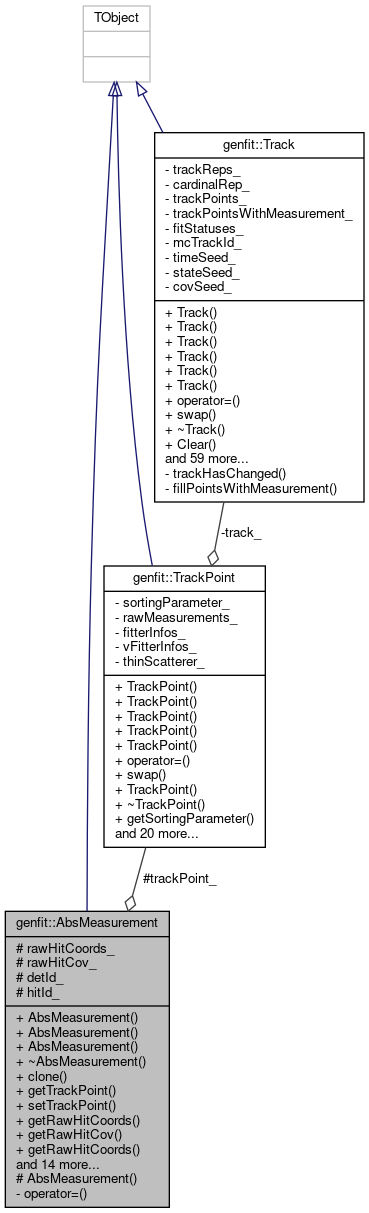 TObject
genfit::Track
- trackReps_
- cardinalRep_
- trackPoints_
- trackPointsWithMeasurement_
- fitStatuses_
- mcTrackId_
- timeSeed_
- stateSeed_
- covSeed_
+ Track()
+ Track()
+ Track()
+ Track()
+ Track()
+ Track()
+ operator=()
+ swap()
+ ~Track()
+ Clear()
and 59 more...
- trackHasChanged()
- fillPointsWithMeasurement()
-track_
genfit::TrackPoint
- sortingParameter_
- rawMeasurements_
- fitterInfos_
- vFitterInfos_
- thinScatterer_
+ TrackPoint()
+ TrackPoint()
+ TrackPoint()
+ TrackPoint()
+ TrackPoint()
+ operator=()
+ swap()
+ TrackPoint()
+ ~TrackPoint()
+ getSortingParameter()
and 20 more...
#trackPoint_
genfit::AbsMeasurement
# rawHitCoords_
# rawHitCov_
# detId_
# hitId_
+ AbsMeasurement()
+ AbsMeasurement()
+ AbsMeasurement()
+ ~AbsMeasurement()
+ clone()
+ getTrackPoint()
+ setTrackPoint()
+ getRawHitCoords()
+ getRawHitCov()
+ getRawHitCoords()
and 14 more...
# AbsMeasurement()
- operator=()